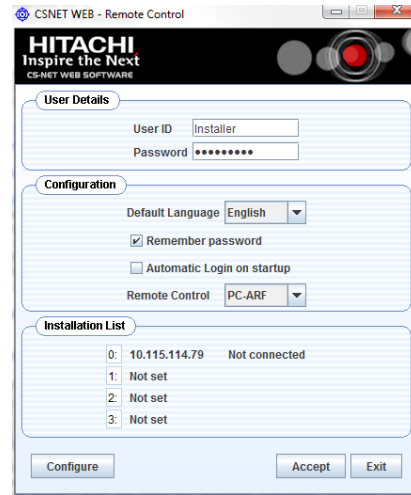 CSNET WEB - Remote Control
HITACHI
Inspire the Next
CS-NET WEB SOFTWARE
User Details
User ID Installer
Password •••••••••
Configuration
Default Language English
Remember password
Automatic Login on startup
Remote Control PC-ARF
Installation List
0: 10.115.114.79 Not connected
1: Not set
2: Not set
3: Not set
Configure Accept Exit